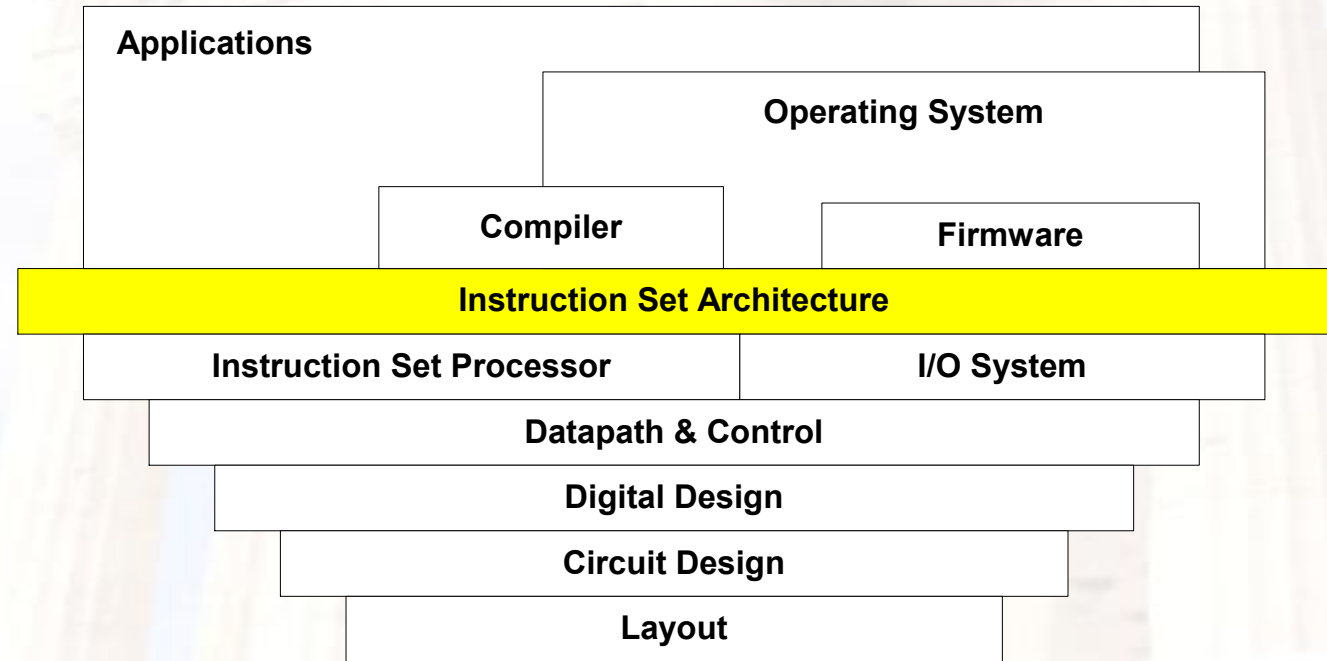 Applications
Operating System
Compiler
Firmware
Instruction Set Architecture
Instruction Set Processor
I/O System
Datapath & Control
Digital Design
Circuit Design
Layout